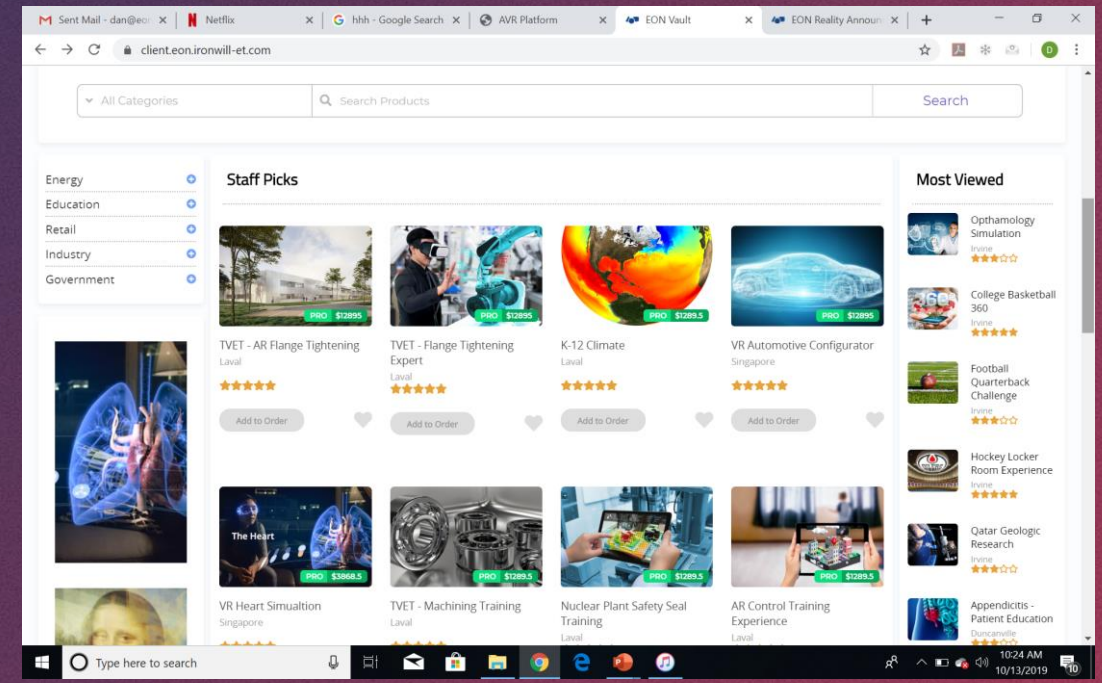 Sent Mail - dan@eon
Netflix
hhh - Google Search
AVR Platform
EON Vault
EON Reality Announ
client.eon.ironwill-et.com
D
All Categories
Search Products
Search
Energy
Education
Retail
Industry
Government
Staff Picks
PRO $12895
TVET - AR Flange Tightening
Laval
Add to Order
PRO $12895
TVET - Flange Tightening
Expert
Laval
Add to Order
PRO $1289.5
K-12 Climate
Laval
Add to Order
PRO $12895
VR Automotive Configurator
Singapore
Add to Order
The Heart
PRO $3868.5
VR Heart Simualtion
Singapore
PRO $1289.5
TVET - Machining Training
Laval
PRO $1289.5
Nuclear Plant Safety Seal
Training
Laval
PRO $1289.5
AR Control Training
Experience
Laval
Most Viewed
Opthamology
Simulation
Irvine
360
College Basketball
360
Irvine
Football
Quarterback
Challenge
Irvine
Hockey Locker
Room Experience
Irvine
Qatar Geologic
Research
Irvine
Appendicitis -
Patient Education
Duncanville
Type here to search
10:24 AM
10/13/2019
10